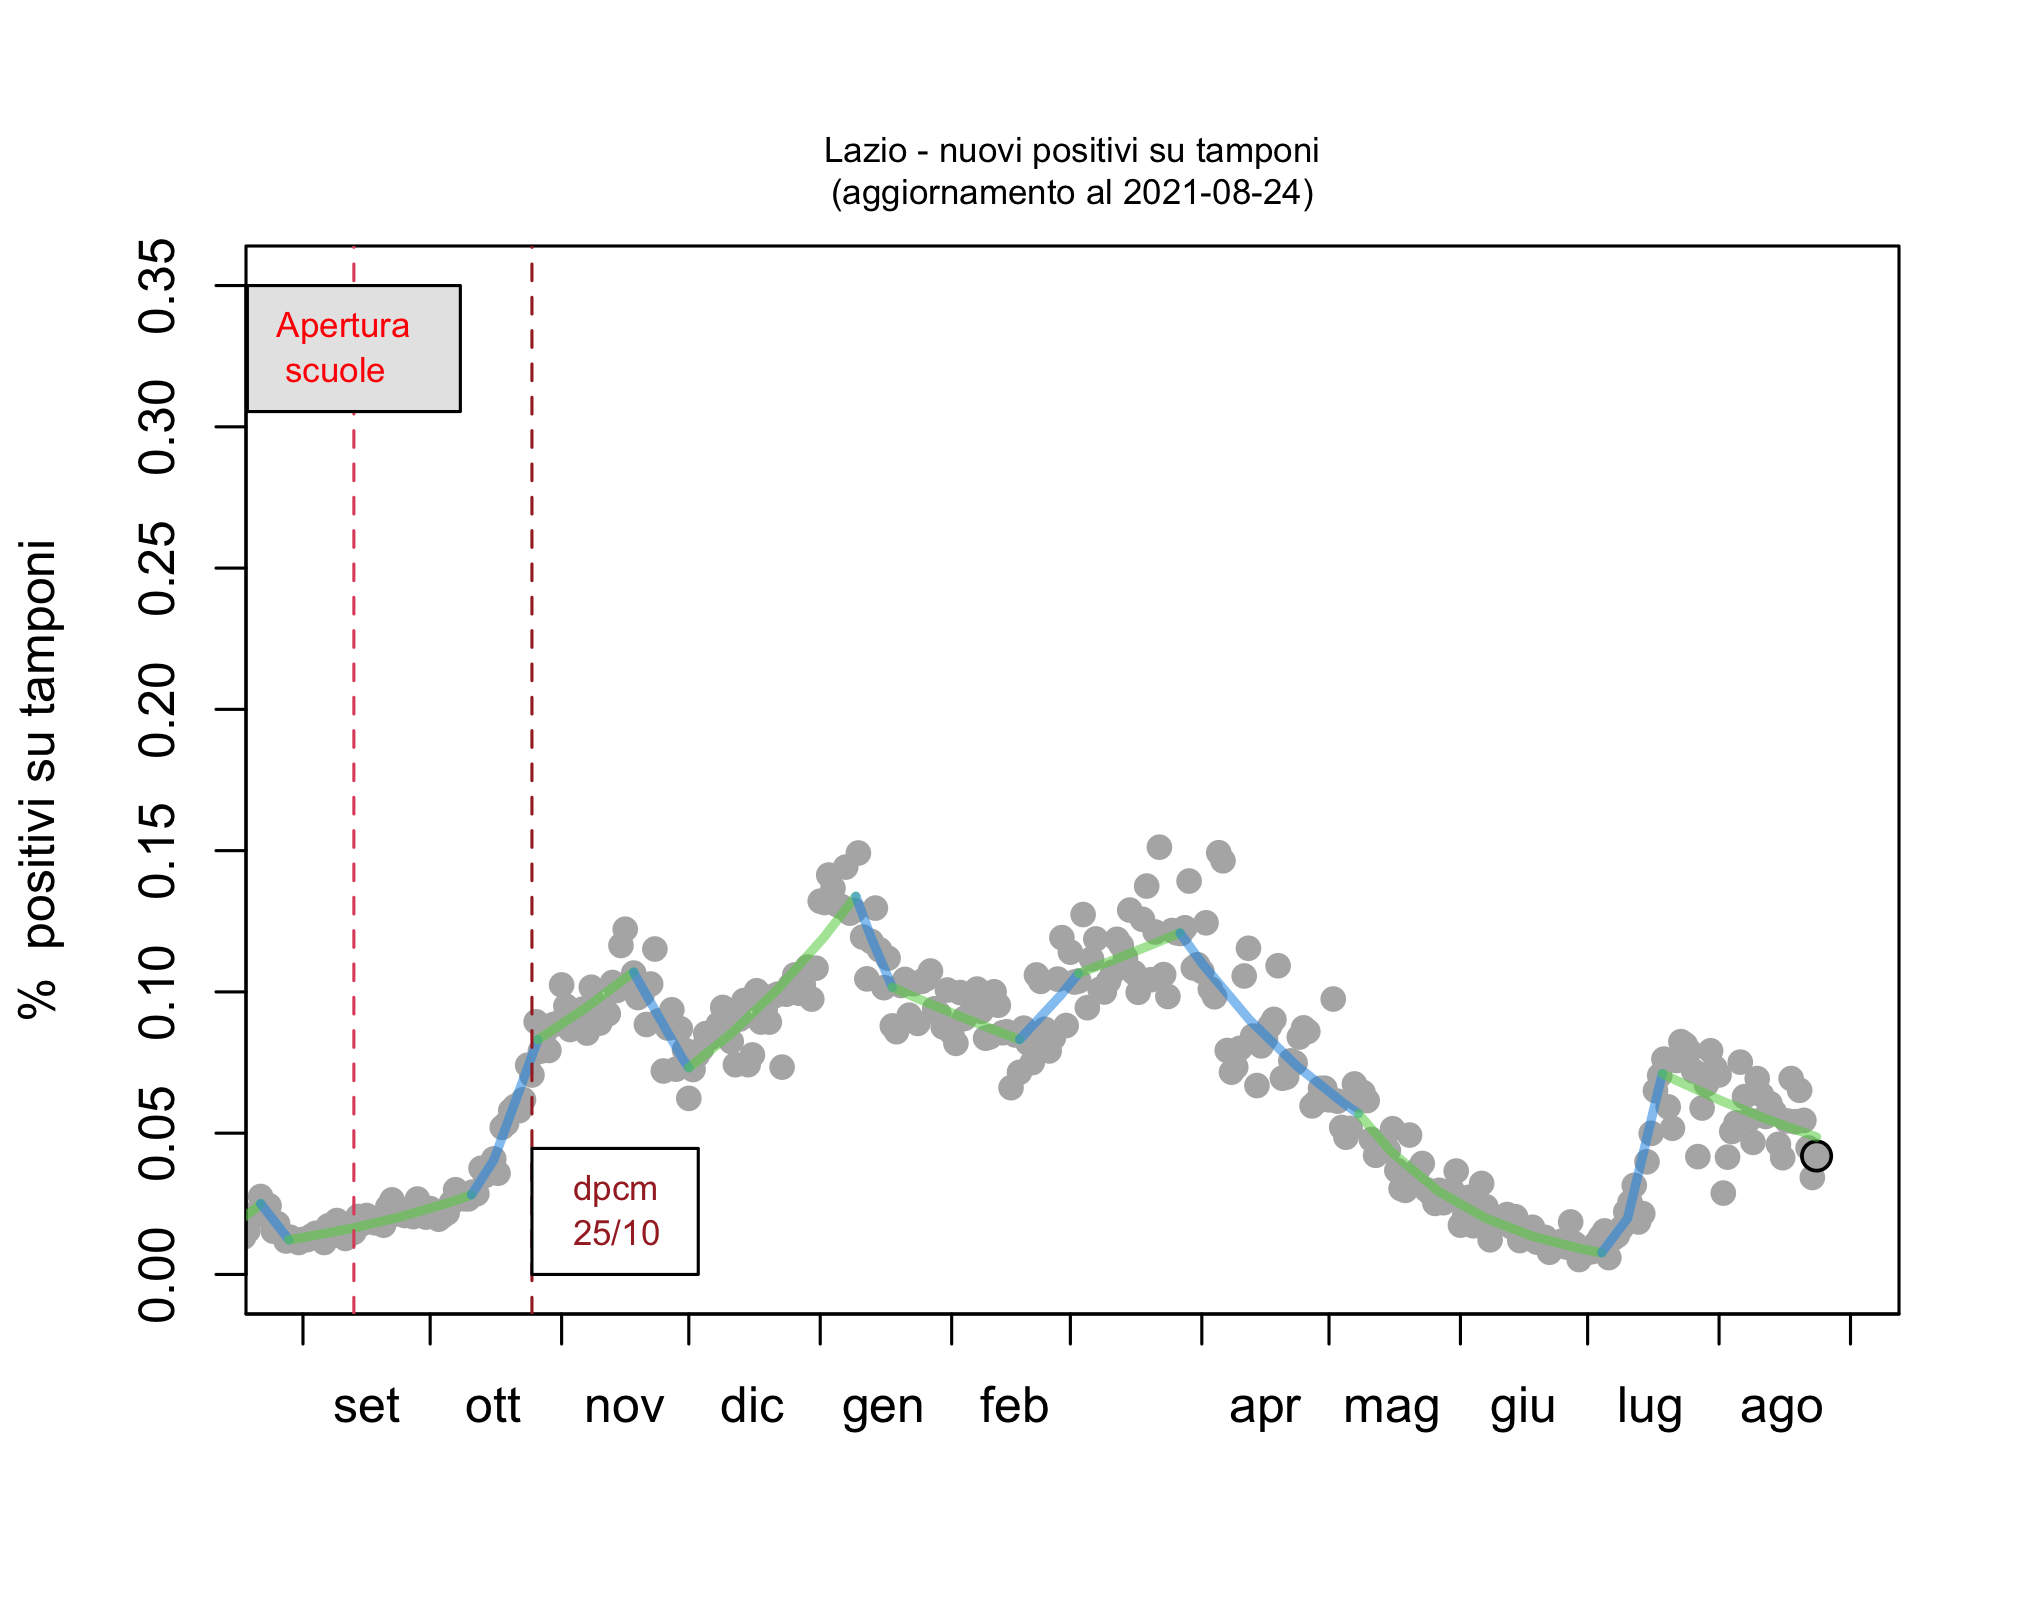 Lazio - nuovi positivi su tamponi
(aggiornamento al 2021-08-24)
% positivi su tamponi
0.35
0.30
0.25
0.20
0.15
0.10
0.05
0.00
Apertura
scuole
dpcm
25/10
set ott nov dic gen feb apr mag giu lug ago